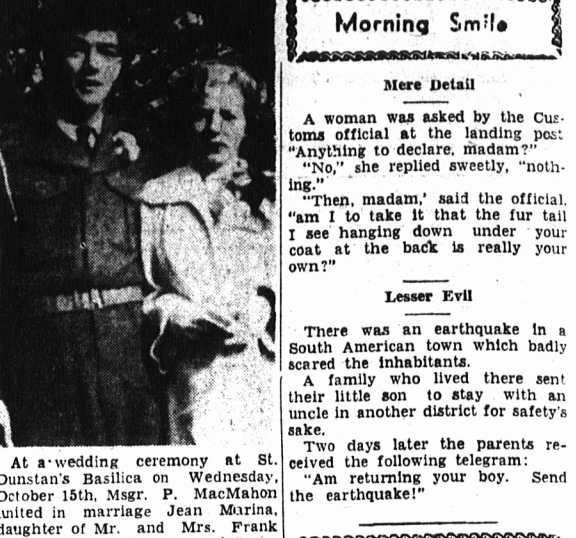 At a wedding ceremony at St.
Dunstan's Basilica on Wednesday,
October 15th, Msgr. P. MacMahon
united in marriage Jean Marina,
daughter of Mr. and Mrs. Frank
Morning Smile
Mere Detail
A woman was asked by the Cus-
toms official at the landing post
"Anything to declare, madam?"
"No," she replied sweetly, "noth-
ing."
"Then, madam,' said the official,
"am I to take it that the fur tail
I see hanging down under your
coat at the back is really your
own?"
Lesser Evil
There was an earthquake in a
South American town which badly
scared the inhabitants.
A family who lived there sent
their little son to stay with an
uncle in another district for safety's
sake.
Two days later the parents re-
ceived the following telegram:
"Am returning your boy. Send
the earthquake!"